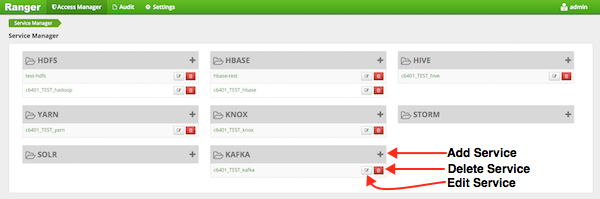 Ranger Access Manager Audit Settings admin
Service Manager
Service Manager
HDFS + HBASE + HIVE +
test-hdfs hbase-test c6401_TEST_hive
c6401_TEST_hadoop c6401_TEST_hbase
YARN + KNOX + STORM +
c6401_TEST_yarn c6401_TEST_knox
SOLR + KAFKA + Add Service
c6401_TEST_kafka Delete Service
Edit Service